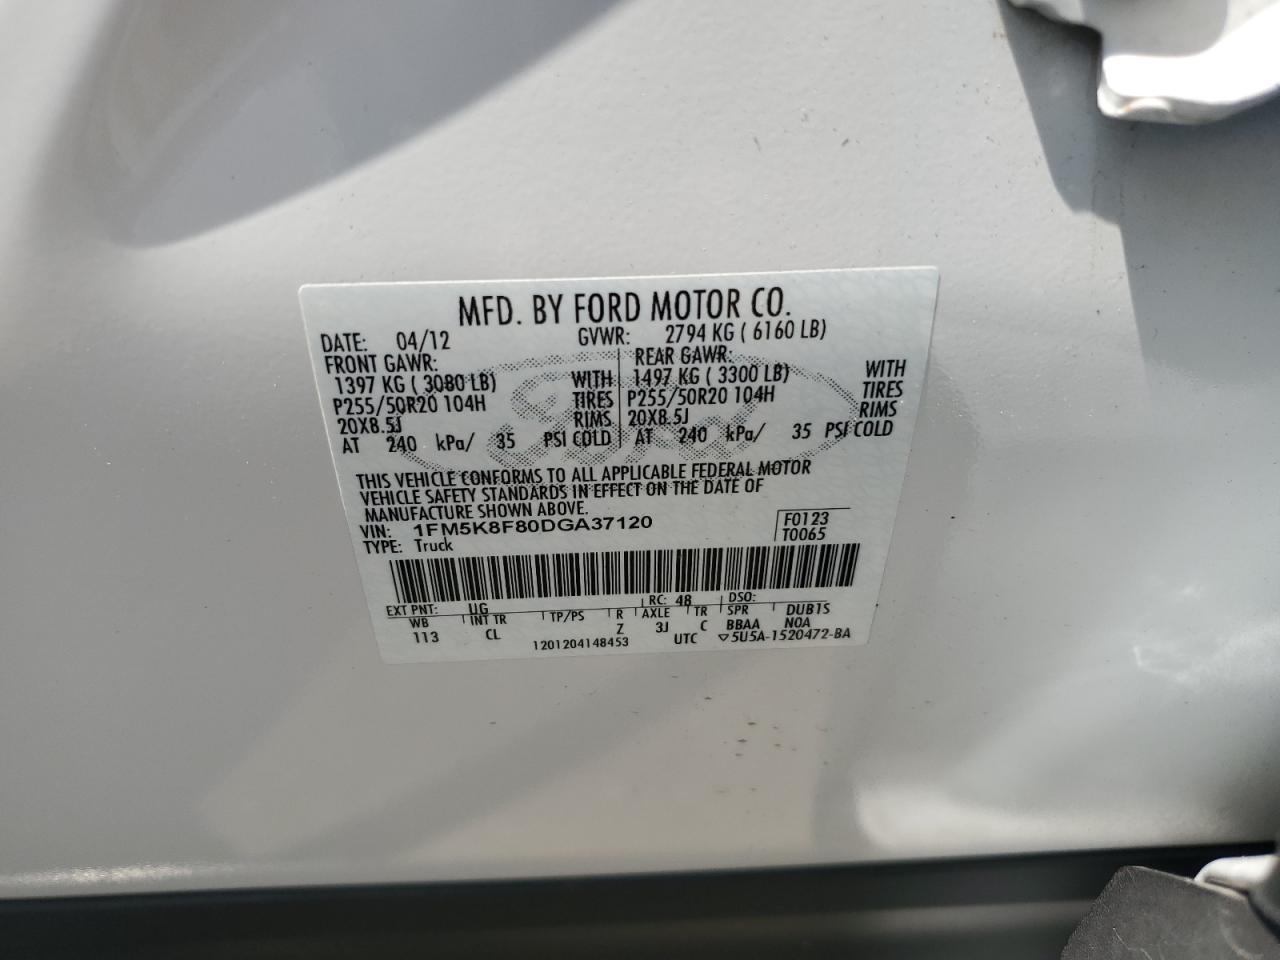 MFD. BY FORD MOTOR CO.
DATE: 04/12 GVWR: 2794 KG ( 6160 LB)
FRONT GAWR: REAR GAWR:
1397 KG ( 3080 LB) WITH 1497 KG ( 3300 LB) WITH
P255/50R20 104H TIRES P255/50R20 104H TIRES
20X8.5J RIMS 20X8.5J RIMS
AT 240 kPa/ 35 PSI COLD AT 240 kPa/ 35 PSI COLD
Ford
THIS VEHICLE CONFORMS TO ALL APPLICABLE FEDERAL MOTOR
VEHICLE SAFETY STANDARDS IN EFFECT ON THE DATE OF
MANUFACTURE SHOWN ABOVE.
VIN: 1FM5K8F80DGA37120 F0123
TYPE: Truck T0065
EXT PNT: UG RC: 48 DSO:
WB INT TR TP/PS R AXLE TR SPR DUB1S
113 CL Z 3J C BBAA NOA
1201204148453 UTC ▽5U5A-1520472-BA